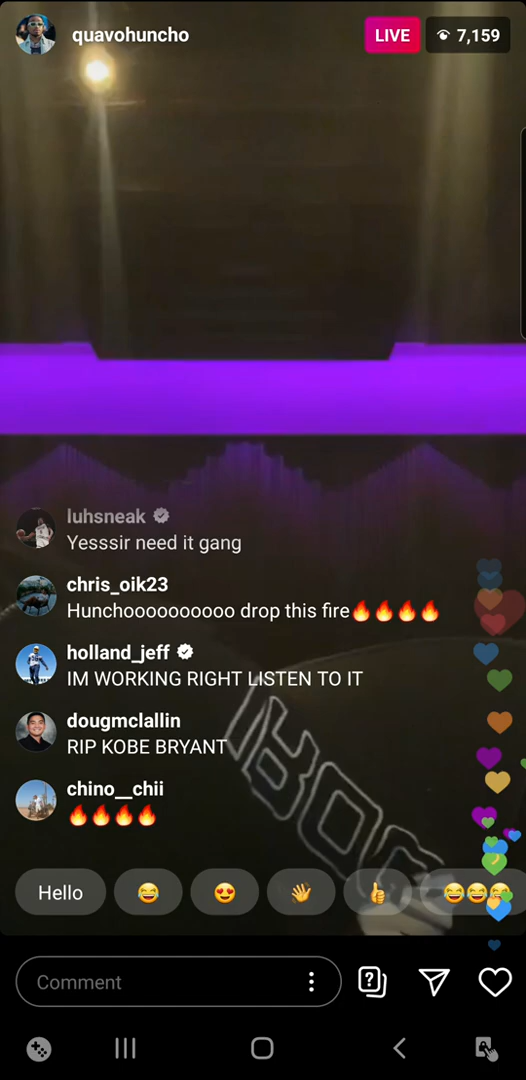 quavohuncho
LIVE
7,159
luhsneak
Yesssir need it gang
chris_oik23
Hunchoooooooooo drop this fire🔥🔥🔥🔥
holland_jeff
IM WORKING RIGHT LISTEN TO IT
dougmclallin
RIP KOBE BRYANT
chino__chii
🔥🔥🔥🔥
Hello 😂 😍 👋 👍 😂😂😂
Comment